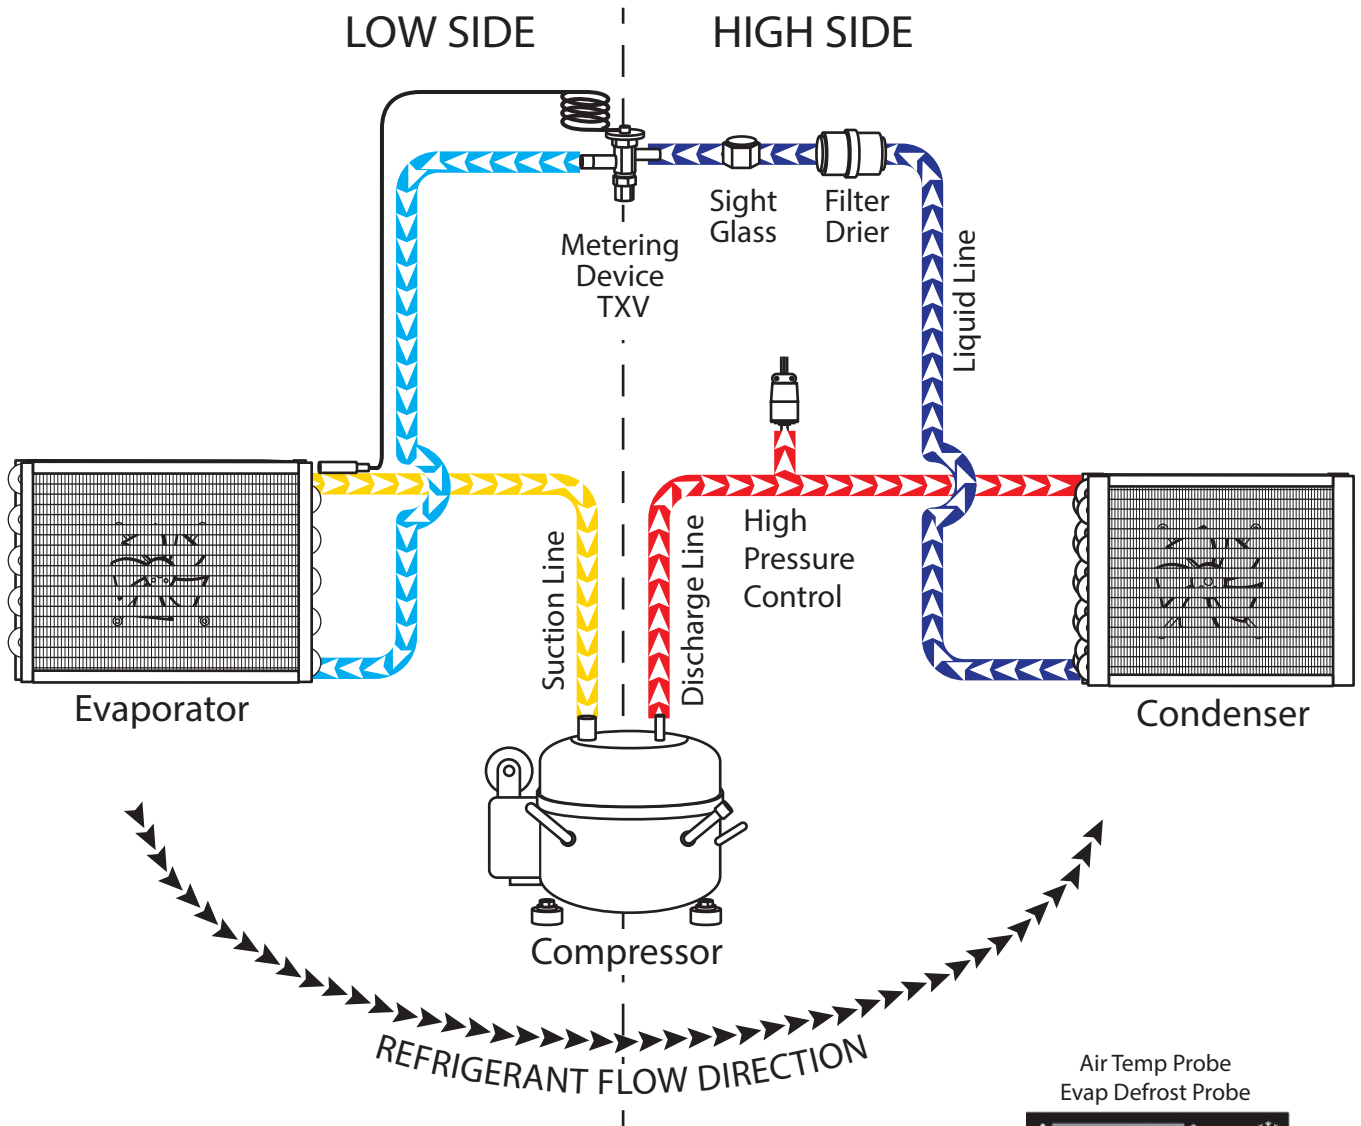 LOW SIDE
HIGH SIDE
Sight
Glass
Filter
Drier
Metering
Device
TXV
Liquid Line
High
Pressure
Control
Suction Line
Discharge Line
Evaporator
Condenser
Compressor
REFRIGERANT FLOW DIRECTION
Air Temp Probe
Evap Defrost Probe